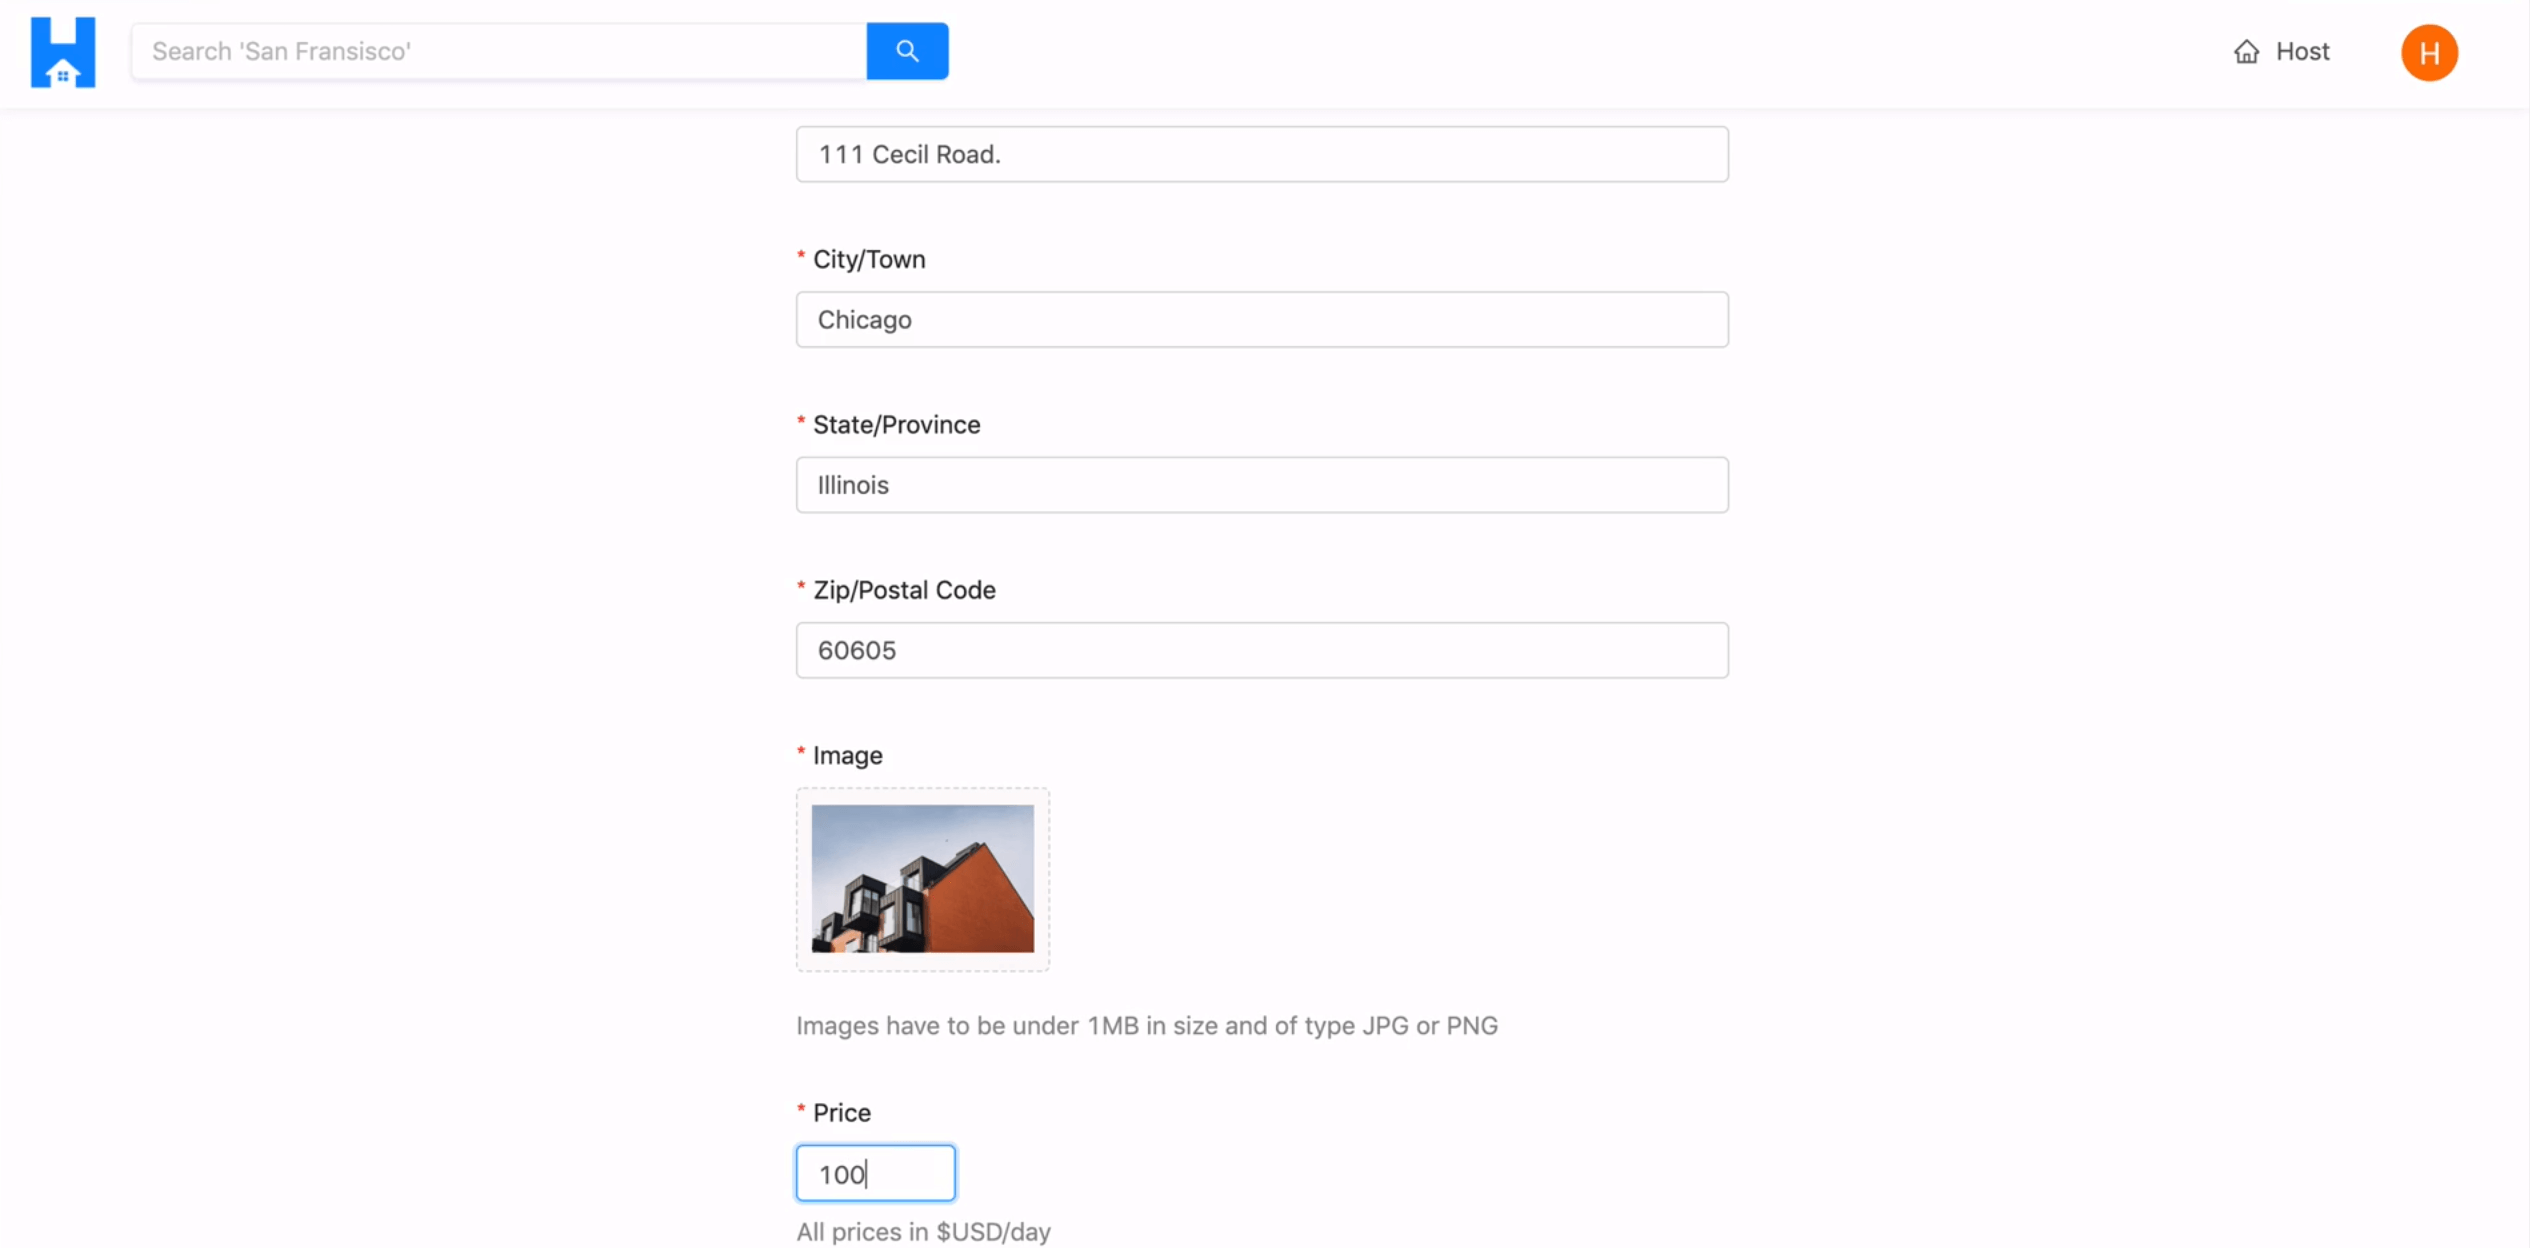 Search 'San Fransisco'
Host
H
111 Cecil Road.
* City/Town
Chicago
* State/Province
Illinois
* Zip/Postal Code
60605
* Image
Images have to be under 1MB in size and of type JPG or PNG
* Price
100
All prices in $USD/day